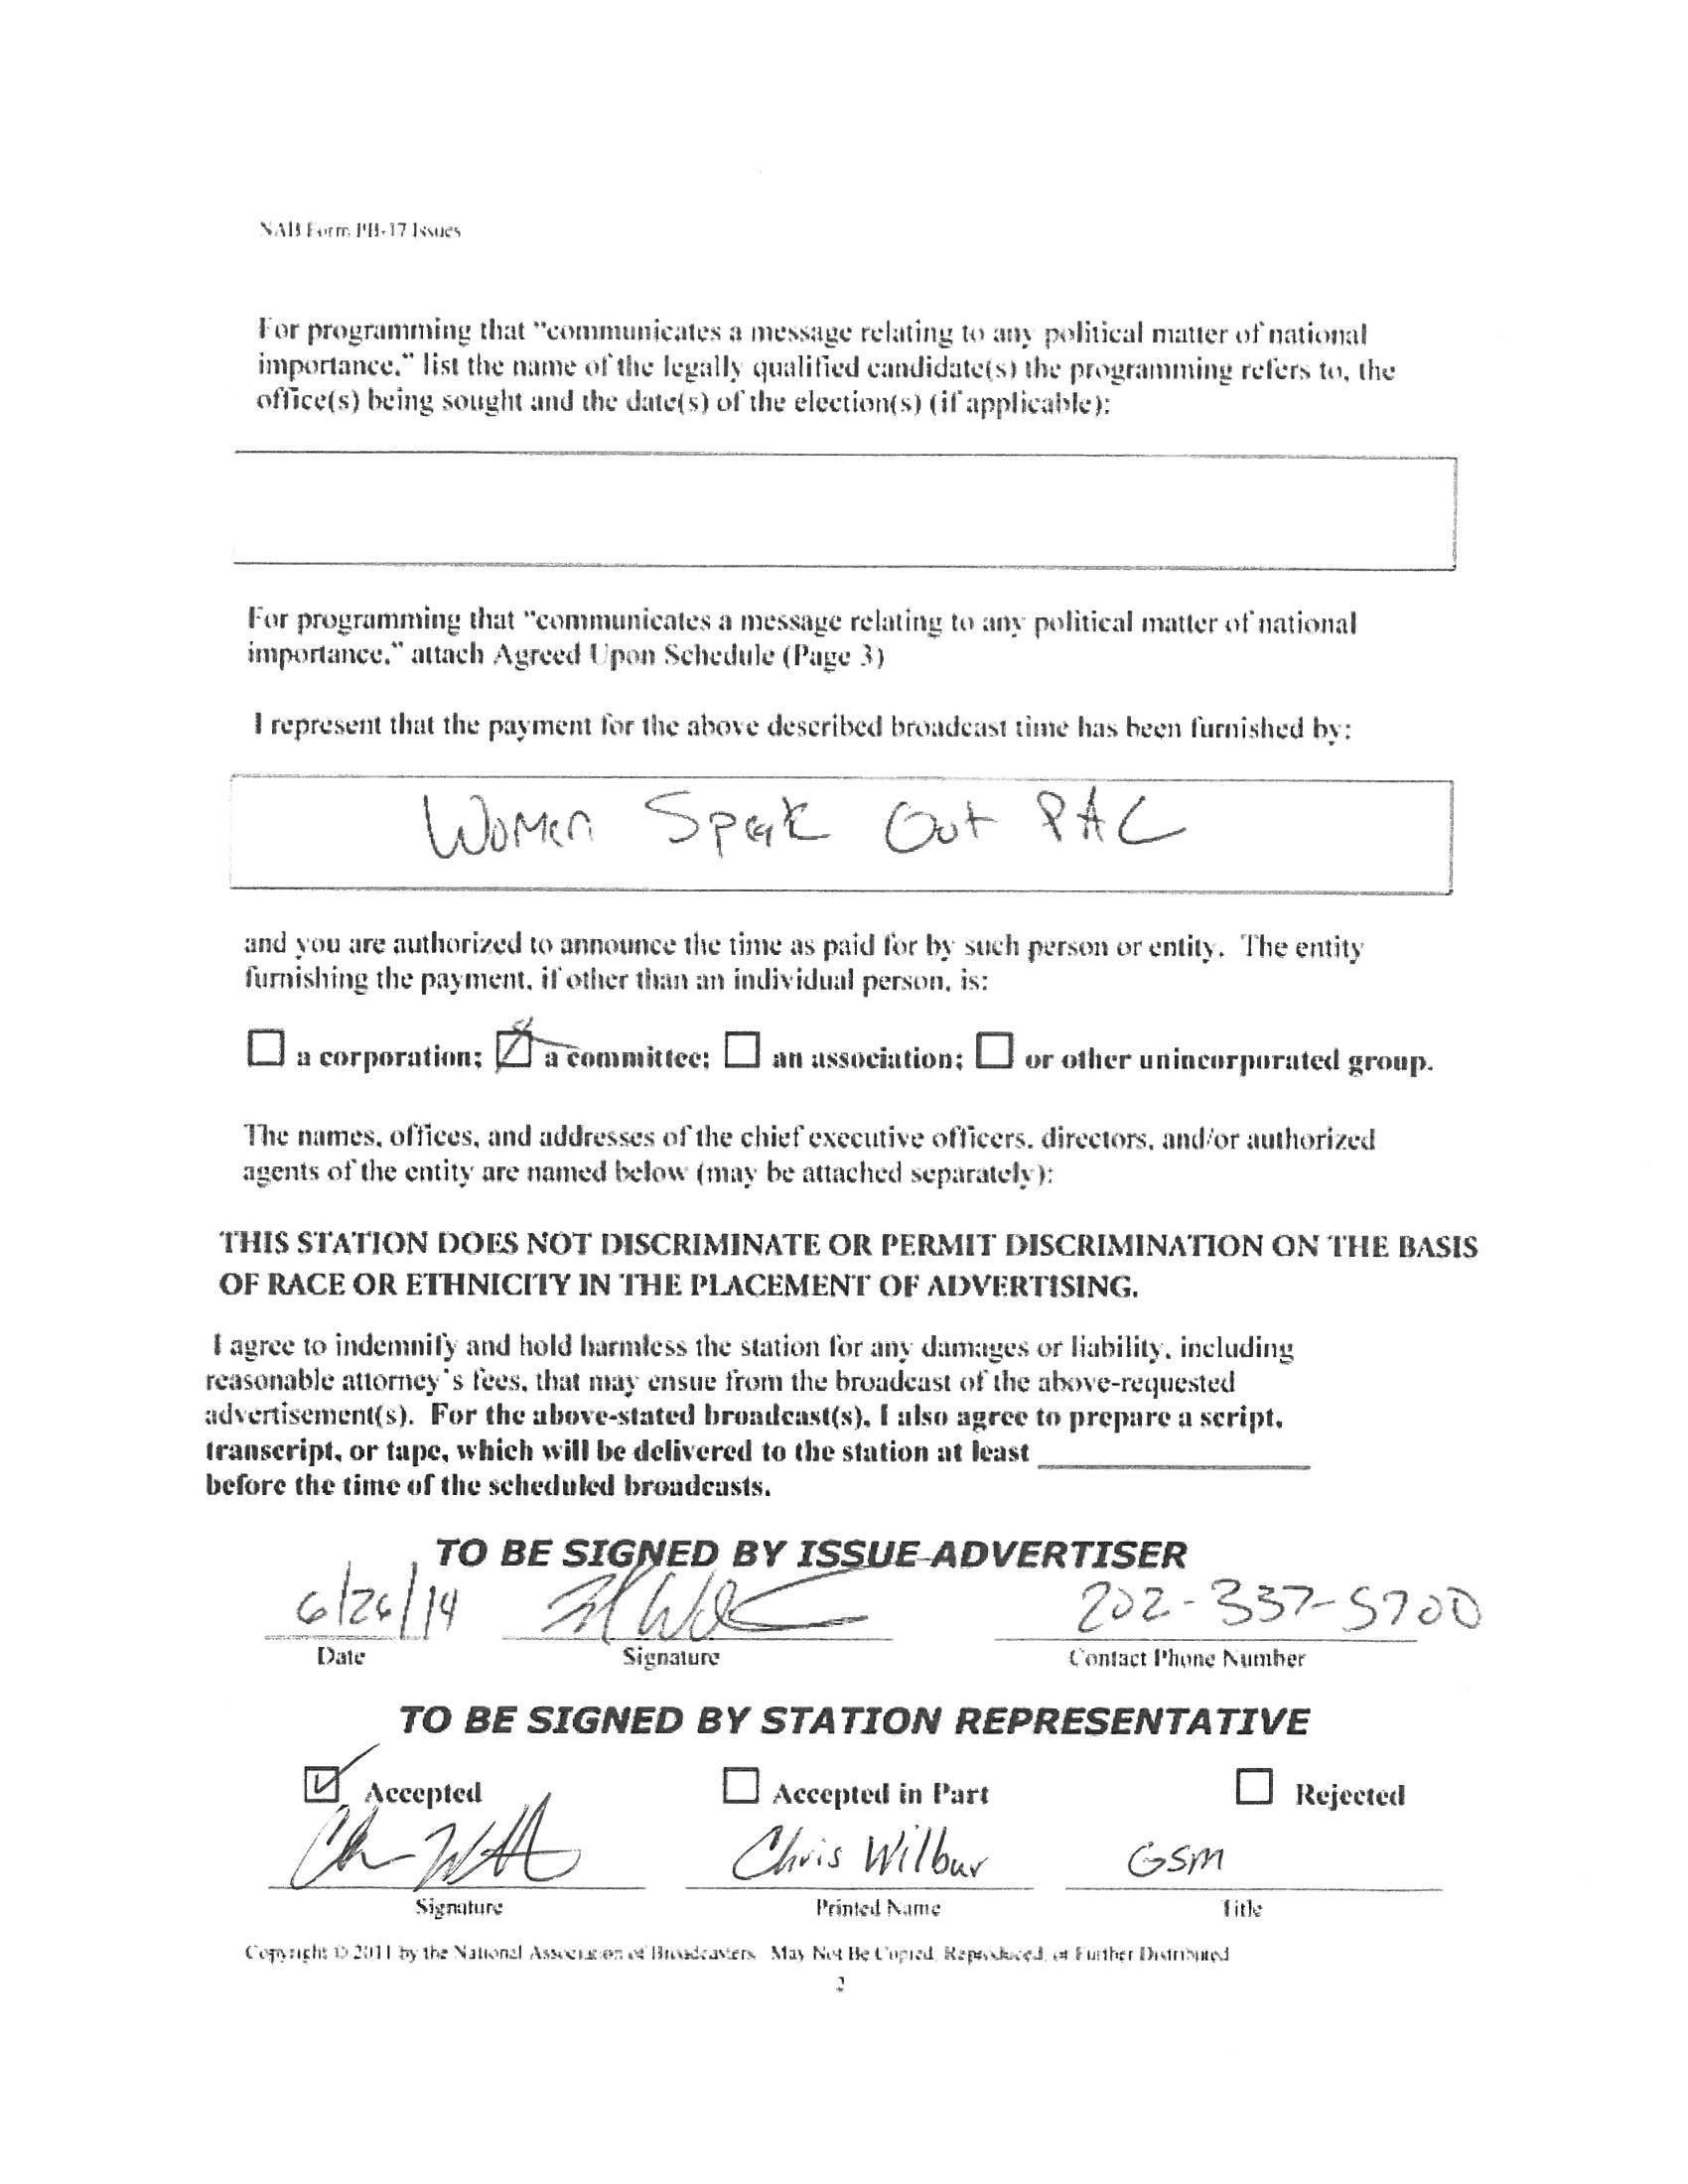 NAB Form PB-17 Issues
For programming that "communicates a message relating to any political matter of national
importance," list the name of the legally qualified candidate(s) the programming refers to, the
office(s) being sought and the date(s) of the election(s) (if applicable):
For programming that "communicates a message relating to any political matter of national
importance," attach Agreed Upon Schedule (Page 3)
I represent that the payment for the above described broadcast time has been furnished by:
Women Speak Out PAC
and you are authorized to announce the time as paid for by such person or entity. The entity
furnishing the payment, if other than an individual person, is:
a corporation; a committee; an association; or other unincorporated group.
The names, offices, and addresses of the chief executive officers, directors, and/or authorized
agents of the entity are named below (may be attached separately):
THIS STATION DOES NOT DISCRIMINATE OR PERMIT DISCRIMINATION ON THE BASIS
OF RACE OR ETHNICITY IN THE PLACEMENT OF ADVERTISING.
I agree to indemnify and hold harmless the station for any damages or liability, including
reasonable attorney's fees, that may ensue from the broadcast of the above-requested
advertisement(s). For the above-stated broadcast(s), I also agree to prepare a script,
transcript, or tape, which will be delivered to the station at least
before the time of the scheduled broadcasts.
TO BE SIGNED BY ISSUE ADVERTISER
6/26/14 202-337-5700
Date Signature Contact Phone Number
TO BE SIGNED BY STATION REPRESENTATIVE
Accepted Accepted in Part Rejected
Chris Wilbur GSM
Signature Printed Name Title
Copyright © 2011 by the National Association of Broadcasters May Not Be Copied, Reproduced, or Further Distributed
2